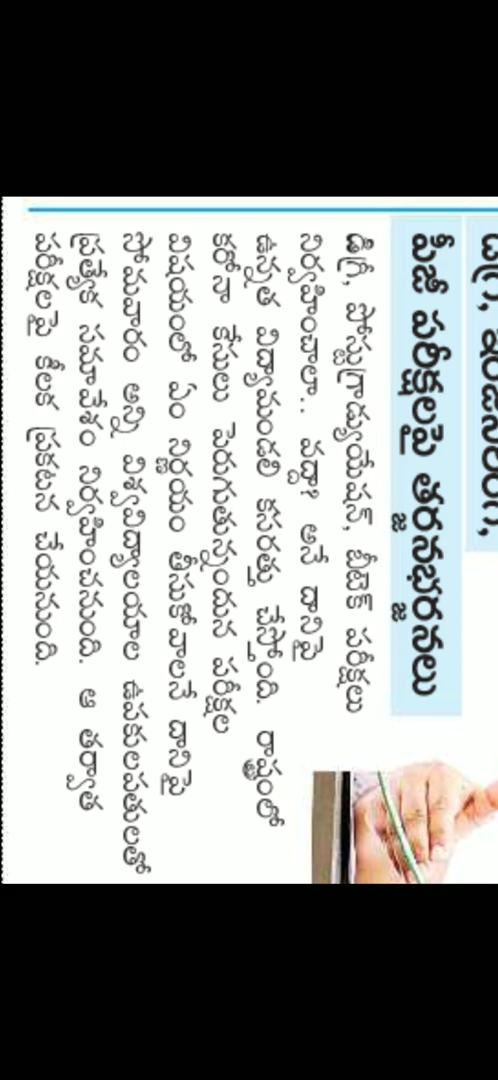 డిగ్రీ, ఇంజనీరింగ్,
పీజీ పరీక్షలపై తర్జనభర్జనలు
డిగ్రీ, పోస్టుగ్రాడ్యుయేషన్, బీటెక్ పరీక్షలు
నిర్వహించాలా.. వద్దా? అనే దానిపై
ఉన్నత విద్యామండలి కసరత్తు చేస్తోంది. రాష్ట్రంలో
కరోనా కేసులు పెరుగుతున్నందున పరీక్షల
విషయంలో ఏం నిర్ణయం తీసుకోవాలనే దానిపై
సోమవారం అన్ని విశ్వవిద్యాలయాల ఉపకులపతులతో
ప్రత్యేక సమావేశం నిర్వహించనుంది. ఆ తర్వాత
పరీక్షలపై కీలక ప్రకటన చేయనుంది.